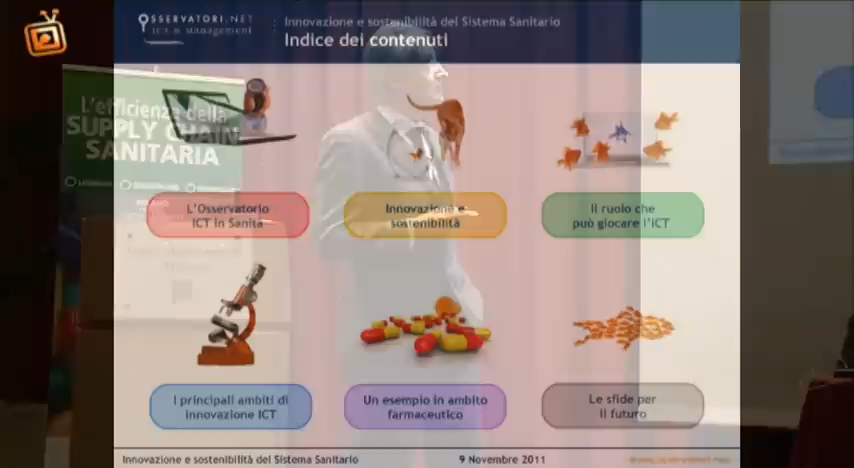 OSSERVATORI.NET
ICT & Management
: Innovazione e sostenibilità del Sistema Sanitario
Indice dei contenuti
L'efficienza della
SUPPLY CHAIN
SANITARIA
L'Osservatorio
ICT in Sanità
Innovazione e
sostenibilità
Il ruolo che
può giocare l'ICT
I principali ambiti di
innovazione ICT
Un esempio in ambito
farmaceutico
Le sfide per
il futuro
Innovazione e sostenibilità del Sistema Sanitario
9 Novembre 2011